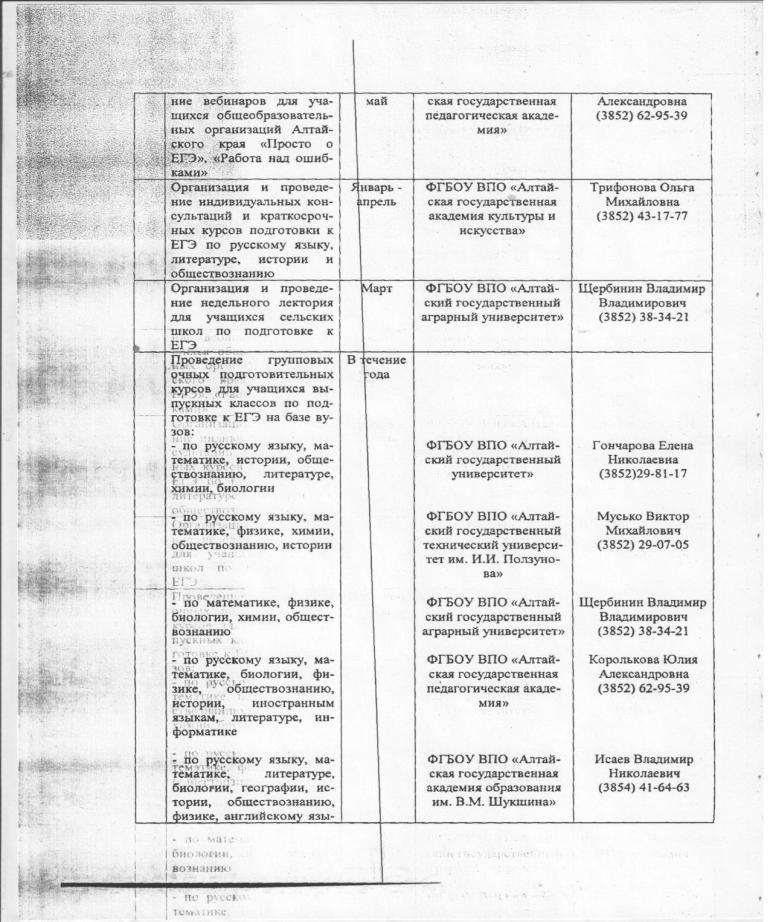 ние вебинаров для уча-
щихся общеобразователь-
ных организаций Алтай-
ского края «Просто о
ЕГЭ», «Работа над ошиб-
ками»
май
ская государственная
педагогическая акаде-
мия»
Александровна
(3852) 62-95-39
Организация и проведе-
ние индивидуальных кон-
сультаций и краткосроч-
ных курсов подготовки к
ЕГЭ по русскому языку,
литературе, истории и
обществознанию
Январь -
апрель
ФГБОУ ВПО «Алтай-
ская государственная
академия культуры и
искусства»
Трифонова Ольга
Михайловна
(3852) 43-17-77
Организация и проведе-
ние недельного лектория
для учащихся сельских
школ по подготовке к
ЕГЭ
Март
ФГБОУ ВПО «Алтай-
ский государственный
аграрный университет»
Щербинин Владимир
Владимирович
(3852) 38-34-21
Проведение групповых
очных подготовительных
курсов для учащихся вы-
пускных классов по под-
готовке к ЕГЭ на базе ву-
зов:
В течение
года
- по русскому языку, ма-
тематике, истории, обще-
ствознанию, литературе,
химии, биологии
ФГБОУ ВПО «Алтай-
ский государственный
университет»
Гончарова Елена
Николаевна
(3852)29-81-17
- по русскому языку, ма-
тематике, физике, химии,
обществознанию, истории
ФГБОУ ВПО «Алтай-
ский государственный
технический универси-
тет им. И.И. Ползуно-
ва»
Мусько Виктор
Михайлович
(3852) 29-07-05
- по математике, физике,
биологии, химии, общест-
вознанию
ФГБОУ ВПО «Алтай-
ский государственный
аграрный университет»
Щербинин Владимир
Владимирович
(3852) 38-34-21
- по русскому языку, ма-
тематике, биологии, фи-
зике, обществознанию,
истории, иностранным
языкам, литературе, ин-
форматике
ФГБОУ ВПО «Алтай-
ская государственная
педагогическая акаде-
мия»
Королькова Юлия
Александровна
(3852) 62-95-39
- по русскому языку, ма-
тематике, литературе,
биологии, географии, ис-
тории, обществознанию,
физике, английскому язы-
ФГБОУ ВПО «Алтай-
ская государственная
академия образования
им. В.М. Шукшина»
Исаев Владимир
Николаевич
(3854) 41-64-63
- по мате
биологии,
вознанию
- по русско
тематике,